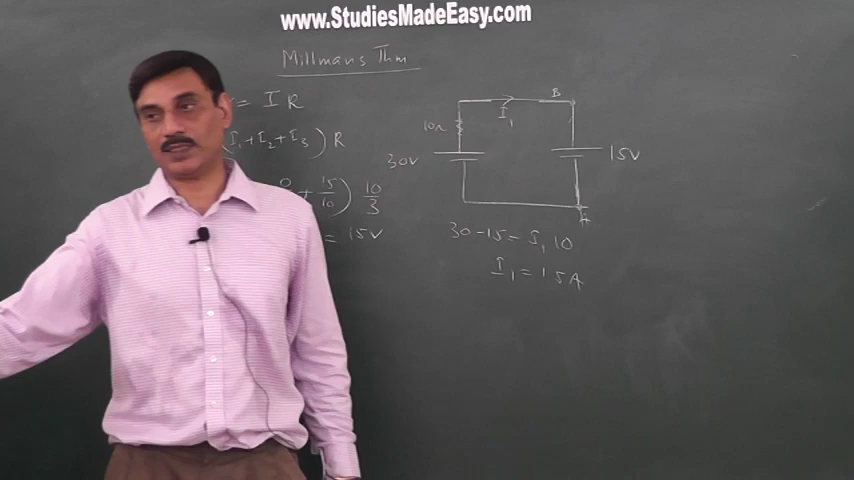 www.StudiesMadeEasy.com
Millmans Thm
= I R
(I₁+I₂+I₃) R
0 + 15/10) 10/3
= 15V
B
10Ω
I₁
30V
15V
A
30-15 = I₁ 10
I₁ = 1 5A